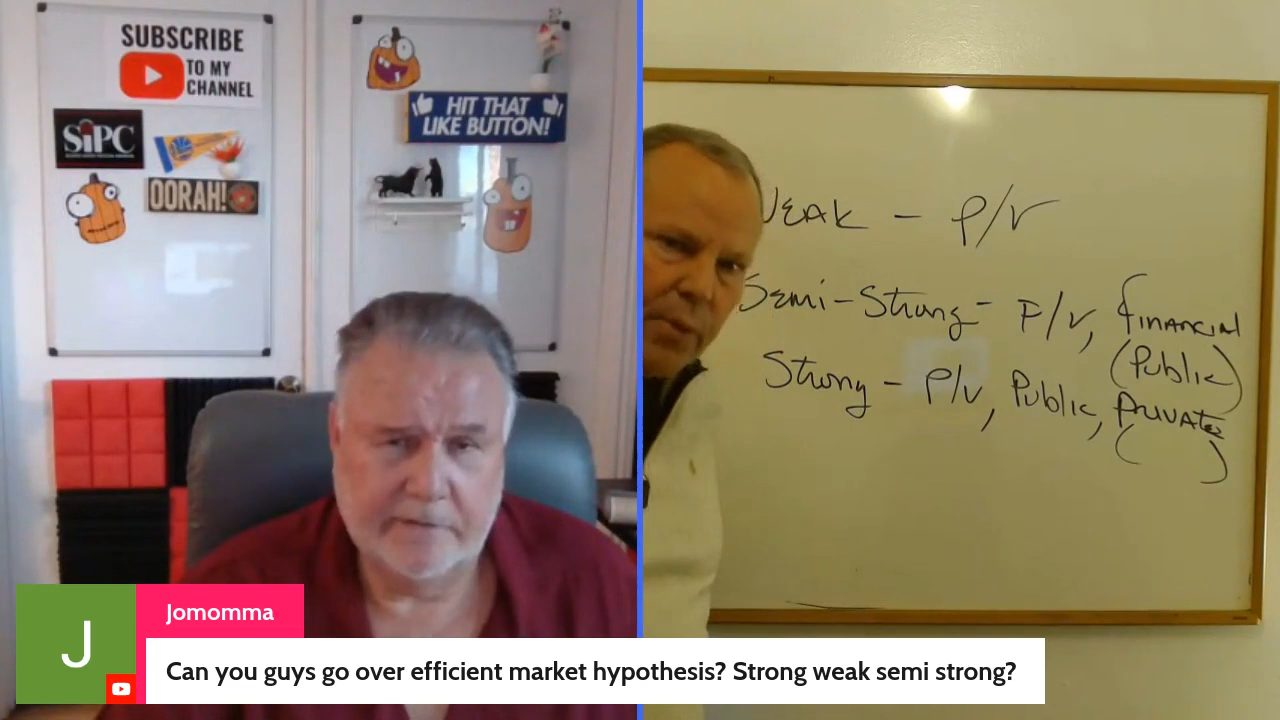 SUBSCRIBE
TO MY
CHANNEL
SiPC
OORAH!
HIT THAT
LIKE BUTTON!
WEAK - P/V
Semi-Strong - P/V, Financial
(Public)
Strong - P/V, Public, Private
( )
J
Jomomma
Can you guys go over efficient market hypothesis? Strong weak semi strong?